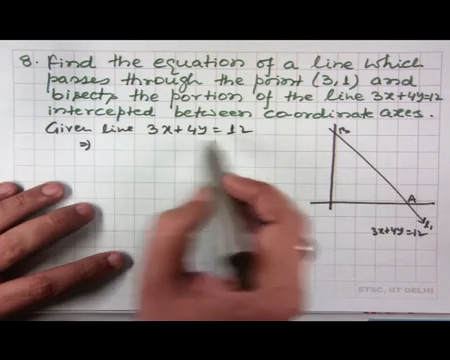 8. Find the equation of a line which
passes through the point (3,1) and
bisects the portion of the line 3x+4y=12
intercepted between coordinate axes.
Given line 3x+4y=12
⇒)
B
A
l₁
3x+4y=12
ETSC, IIT DELHI